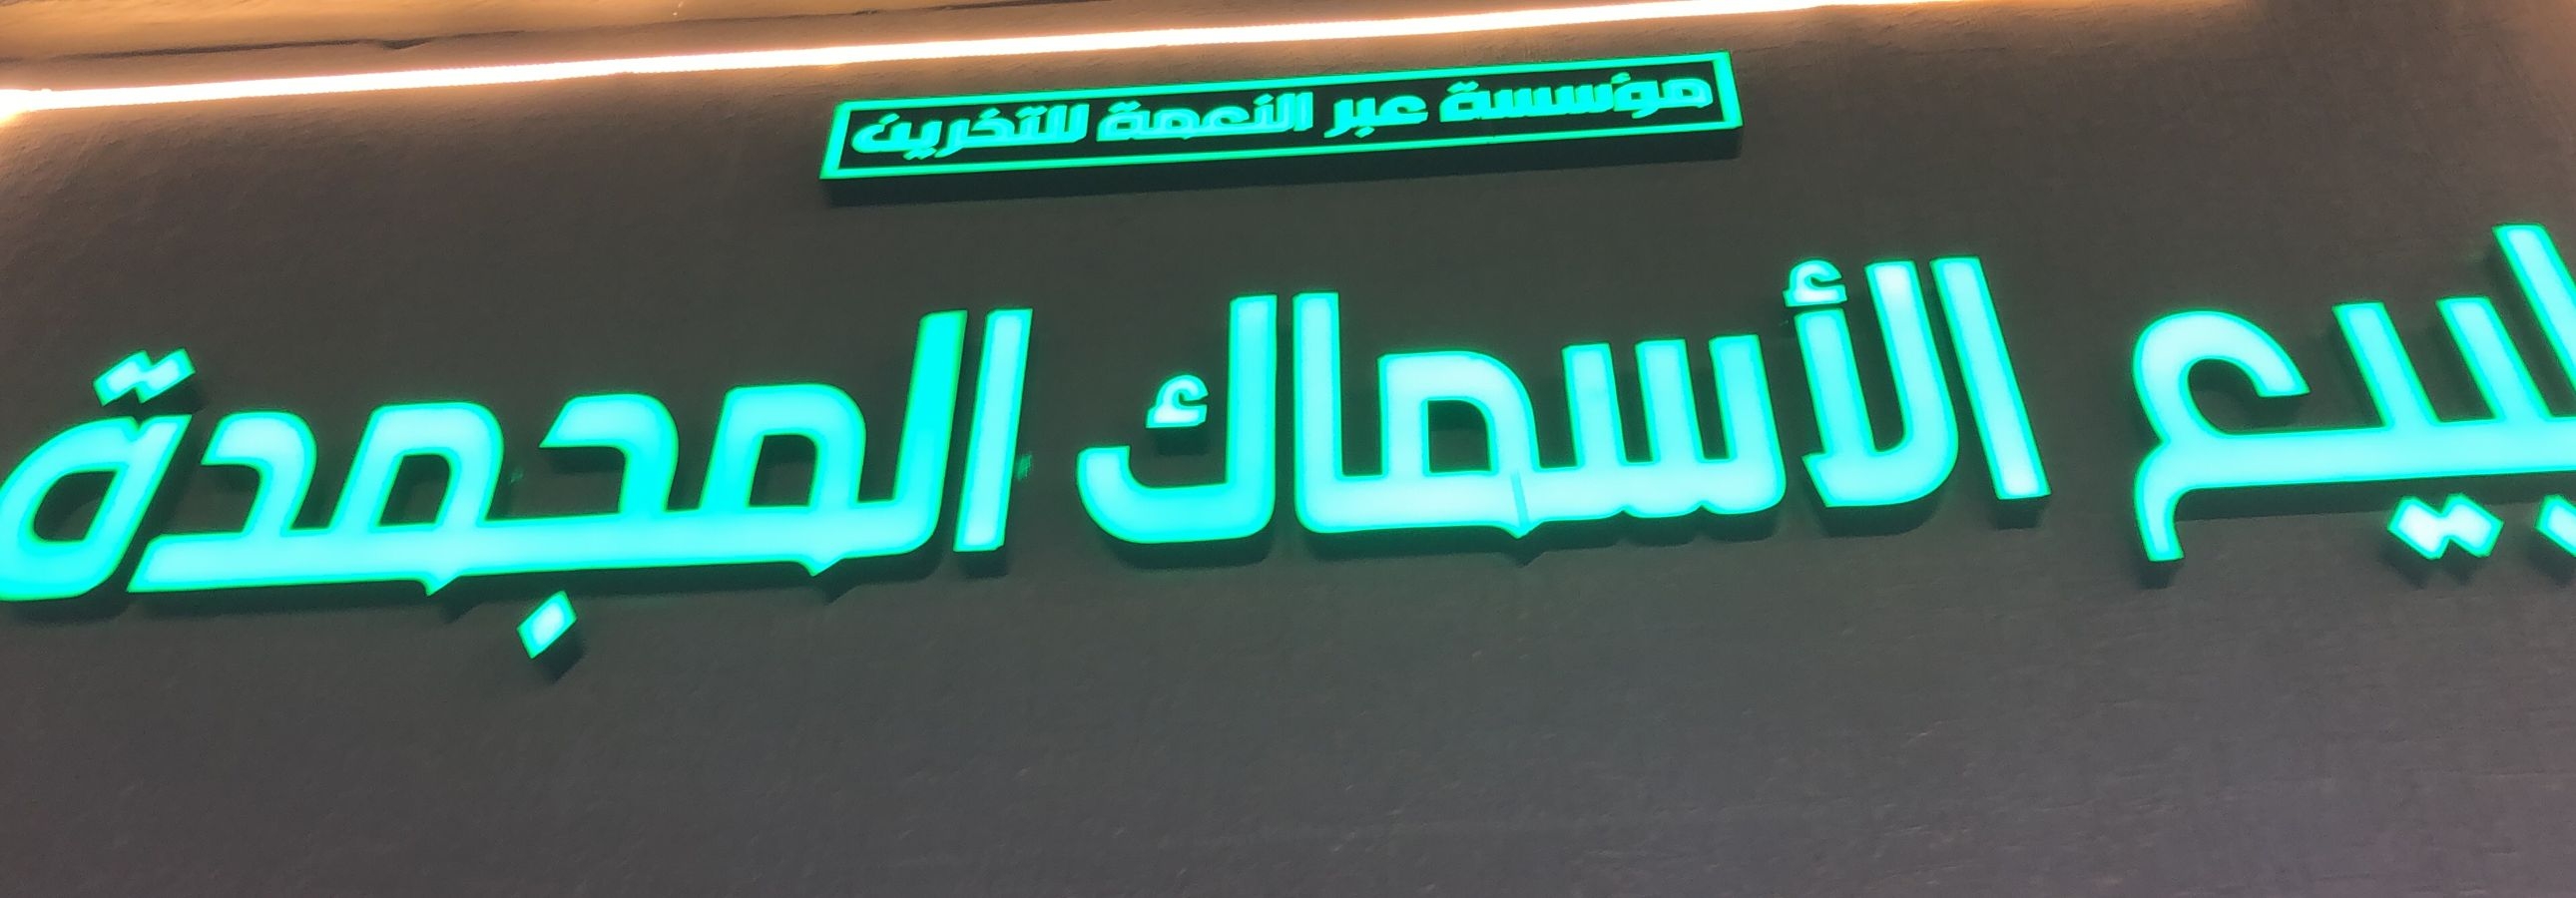 مؤسسة عبر النعمة للتخزين
لبيع الأسماك المجمدة